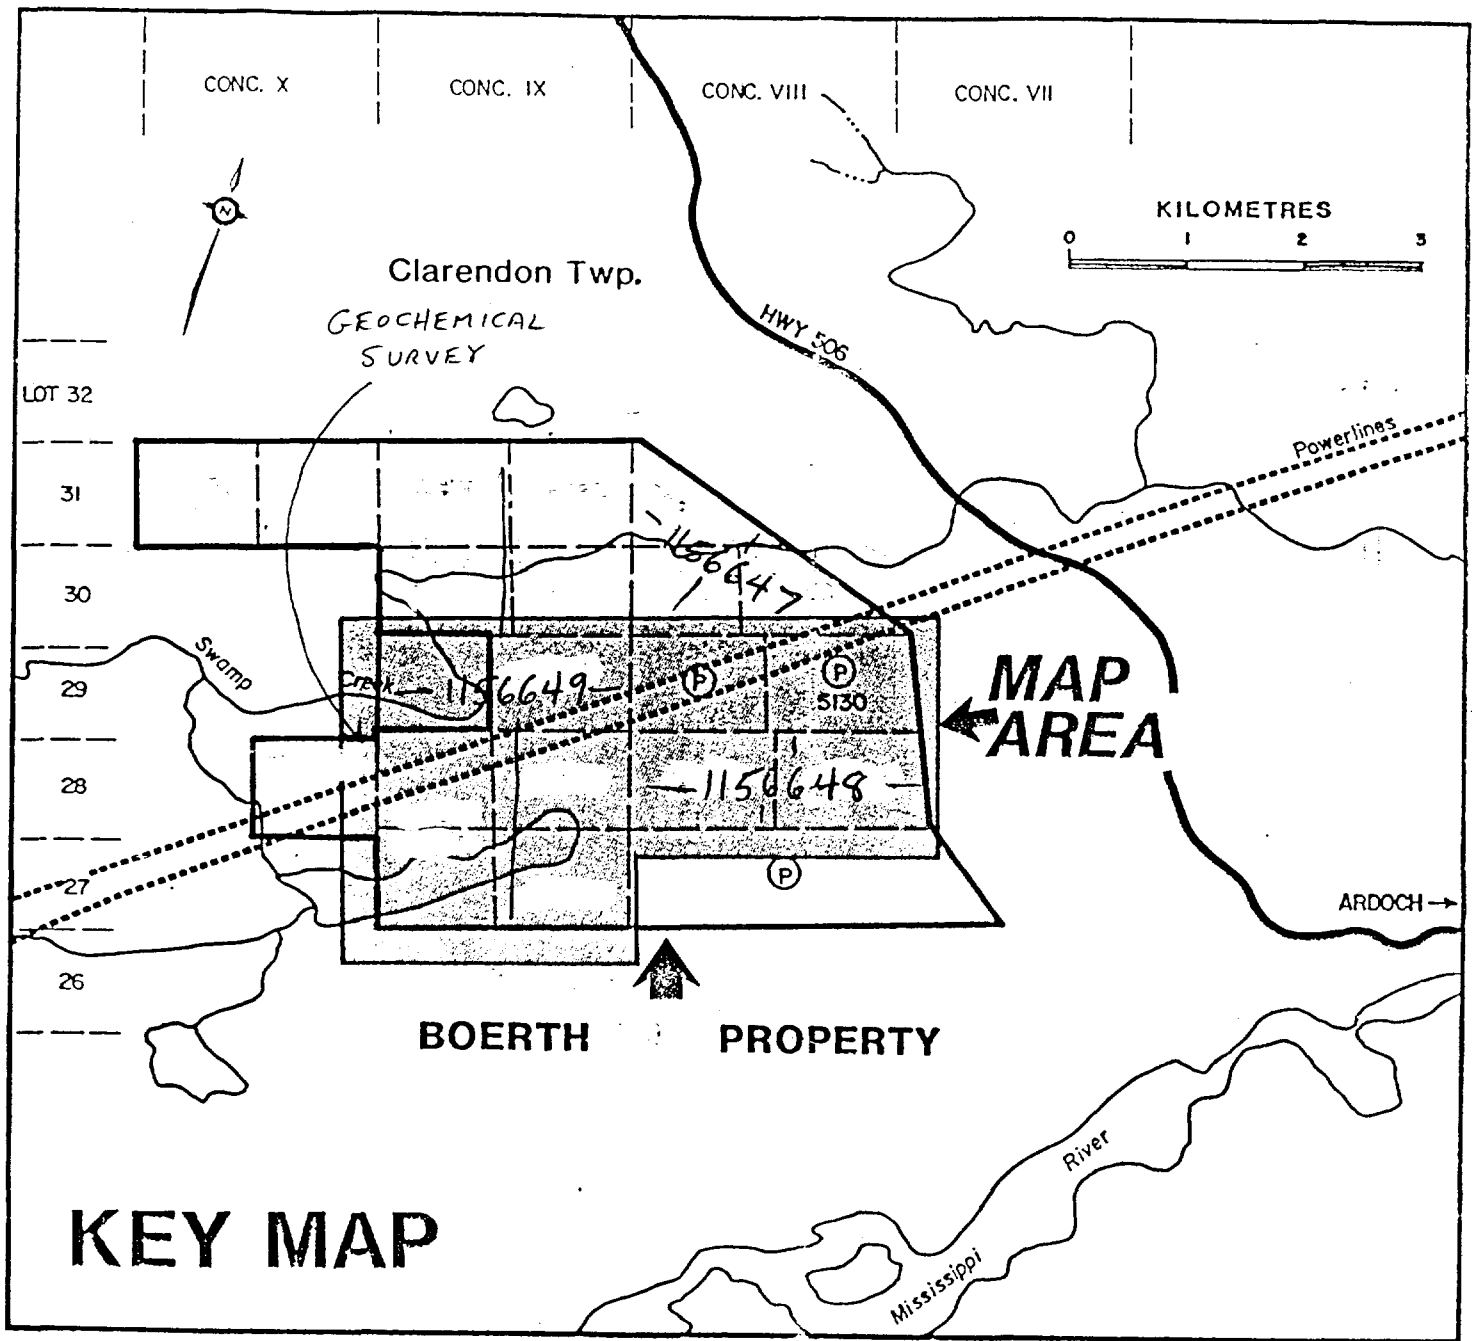 CONC. X
CONC. IX
CONC. VIII
CONC. VII
N
KILOMETRES
0 1 2 3
Clarendon Twp.
GEOCHEMICAL
SURVEY
HWY 506
LOT 32
Powerlines
31
1156647
30
Swamp
Creek
29
1156649
P
P
5130
MAP
AREA
28
1156648
27
P
ARDOCH
26
BOERTH PROPERTY
River
KEY MAP
Mississippi